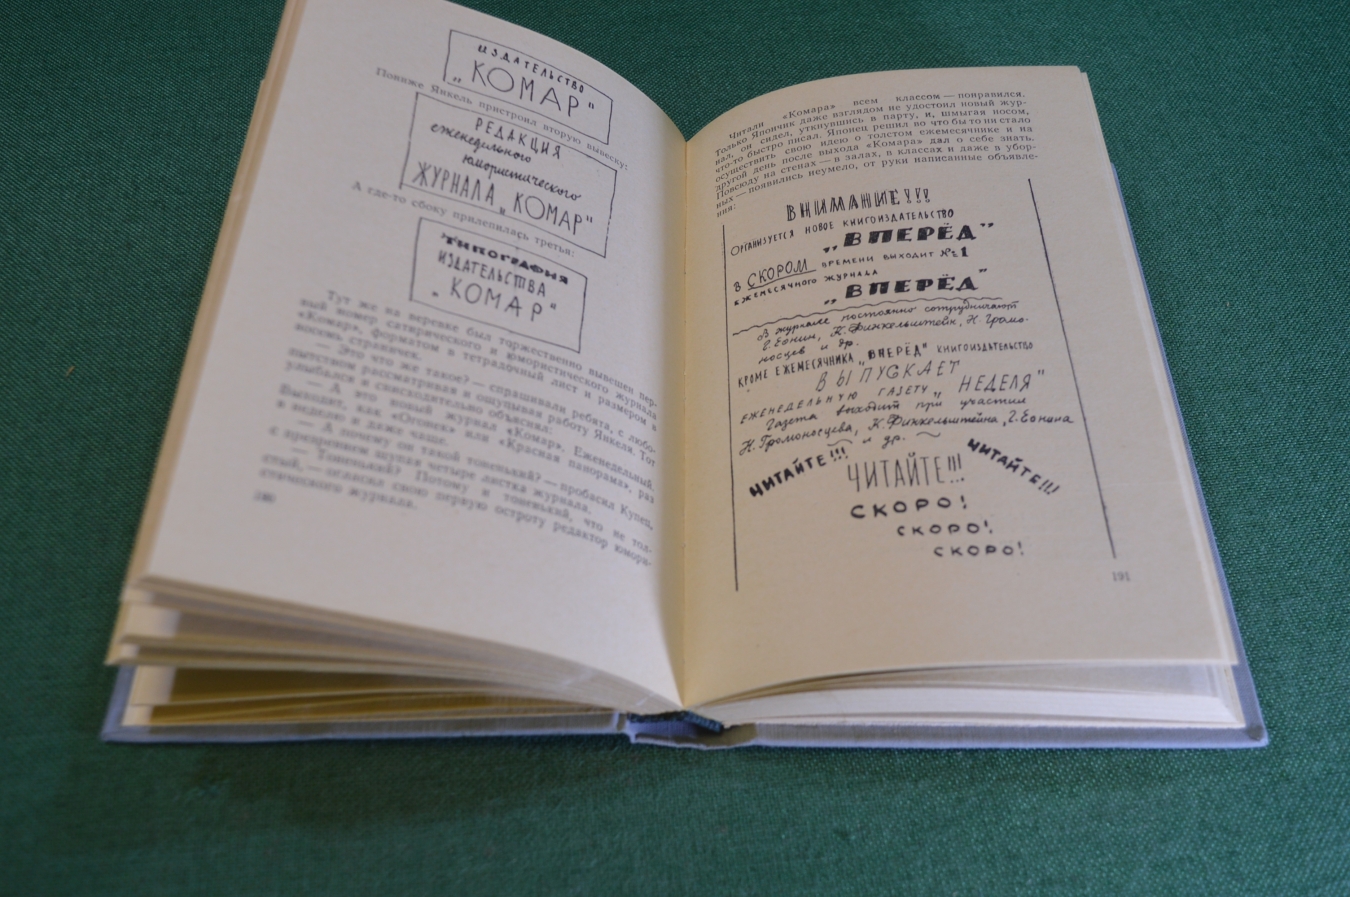 ИЗДАТЕЛЬСТВО
„КОМАР“
Пониже Янкель пристроил вторую вывеску:
РЕДАКЦИЯ
еженедельного
юмористического
ЖУРНАЛА „КОМАР“
А где-то сбоку прилепилась третья:
ТИПОГРАФИЯ
ИЗДАТЕЛЬСТВА
„КОМАР“
Тут же на веревке был торжественно вывешен пер-
вый номер сатирического и юмористического журнала
«Комар», форматом в тетрадочный лист и размером в
восемь страничек.
— Это что же такое? — спрашивали ребята, с любо-
пытством рассматривая и ощупывая работу Янкеля. Тот
улыбался и снисходительно объяснял:
— А это новый журнал «Комар». Еженедельный.
Выходит, как «Огонек» или «Красная панорама», раз
в неделю и даже чаще.
— А почему он такой тоненький? — пробасил Купец,
с презрением щупая четыре листка журнала.
— Тоненький? Потому и тоненький, что не тол-
стый, — огласил свою первую остроту редактор юмори-
стического журнала.
190
Читали «Комара» всем классом — понравился.
Только Япончик даже взглядом не удостоил новый жур-
нал, он сидел, уткнувшись в парту, и, шмыгая носом,
что-то быстро писал. Японец решил во что бы то ни стало
осуществить свою идею о толстом ежемесячнике и на
другой день после выхода «Комара» дал о себе знать.
Повсюду на стенах — в залах, в классах и даже в убор-
ных — появились неумело, от руки написанные объявле-
ния:
ВНИМАНИЕ!!!
ОРГАНИЗУЕТСЯ НОВОЕ КНИГОИЗДАТЕЛЬСТВО
„ВПЕРЁД“
В СКОРОМ ВРЕМЕНИ ВЫХОДИТ №1
ЕЖЕМЕСЯЧНОГО ЖУРНАЛА
„ВПЕРЁД“
В журнале постоянно сотрудничают
Г. Еонин, К. Финкельштейн, Н. Громо-
носцев и др.
КРОМЕ ЕЖЕМЕСЯЧНИКА „ВПЕРЁД“ КНИГОИЗДАТЕЛЬСТВО
ВЫПУСКАЕТ
ЕЖЕНЕДЕЛЬНУЮ ГАЗЕТУ „НЕДЕЛЯ“
Газета выходит при участии
Н. Громоносцева, К. Финкельштейна, Г. Еонина
и др.
ЧИТАЙТЕ!!! ЧИТАЙТЕ!!! ЧИТАЙТЕ!!!
СКОРО!
СКОРО!
СКОРО!
191